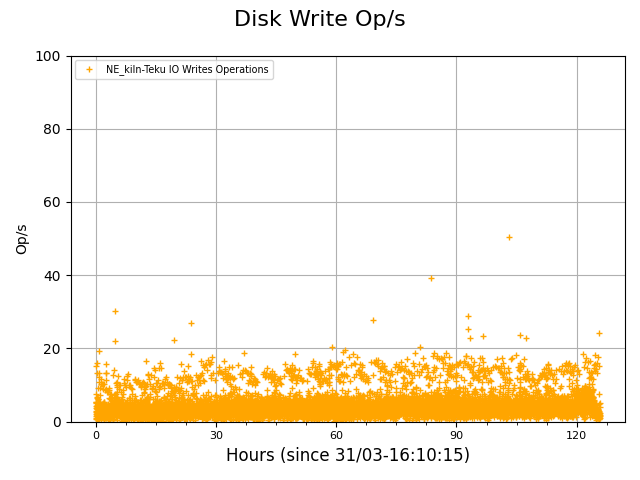 Disk Write Op/s
100
80
60
40
20
0
Op/s
NE_kiln-Teku IO Writes Operations
0 30 60 90 120
Hours (since 31/03-16:10:15)